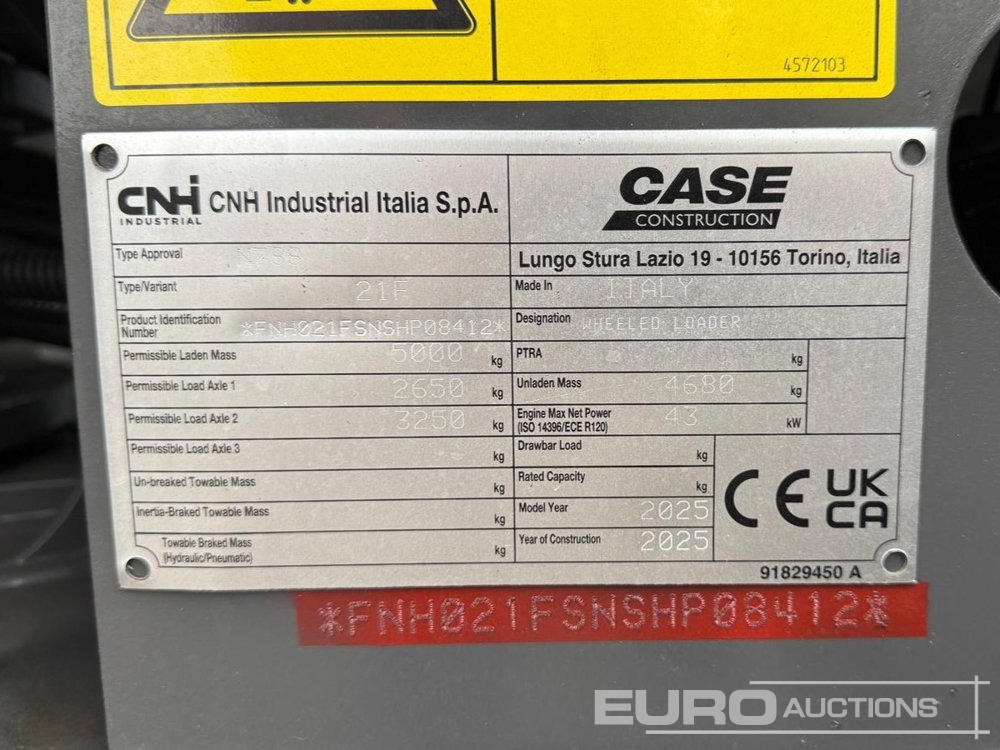 4572103
CNH INDUSTRIAL CNH Industrial Italia S.p.A.
CASE
CONSTRUCTION
Type Approval N788
Lungo Stura Lazio 19 - 10156 Torino, Italia
Type/Variant 21F
Made In ITALY
Product Identification Number *FNH021FSNSHP08412*
Designation WHEELED LOADER
Permissible Laden Mass 5000 kg
PTRA kg
Permissible Load Axle 1 2650 kg
Unladen Mass 4680 kg
Permissible Load Axle 2 3250 kg
Engine Max Net Power (ISO 14396/ECE R120) 43 kW
Permissible Load Axle 3 kg
Drawbar Load kg
Un-breaked Towable Mass kg
Rated Capacity kg
Inertia-Braked Towable Mass kg
Model Year 2025
Towable Braked Mass (Hydraulic/Pneumatic) kg
Year of Construction 2025
CE UK CA
91829450 A
*FNH021FSNSHP08412*
EURO AUCTIONS